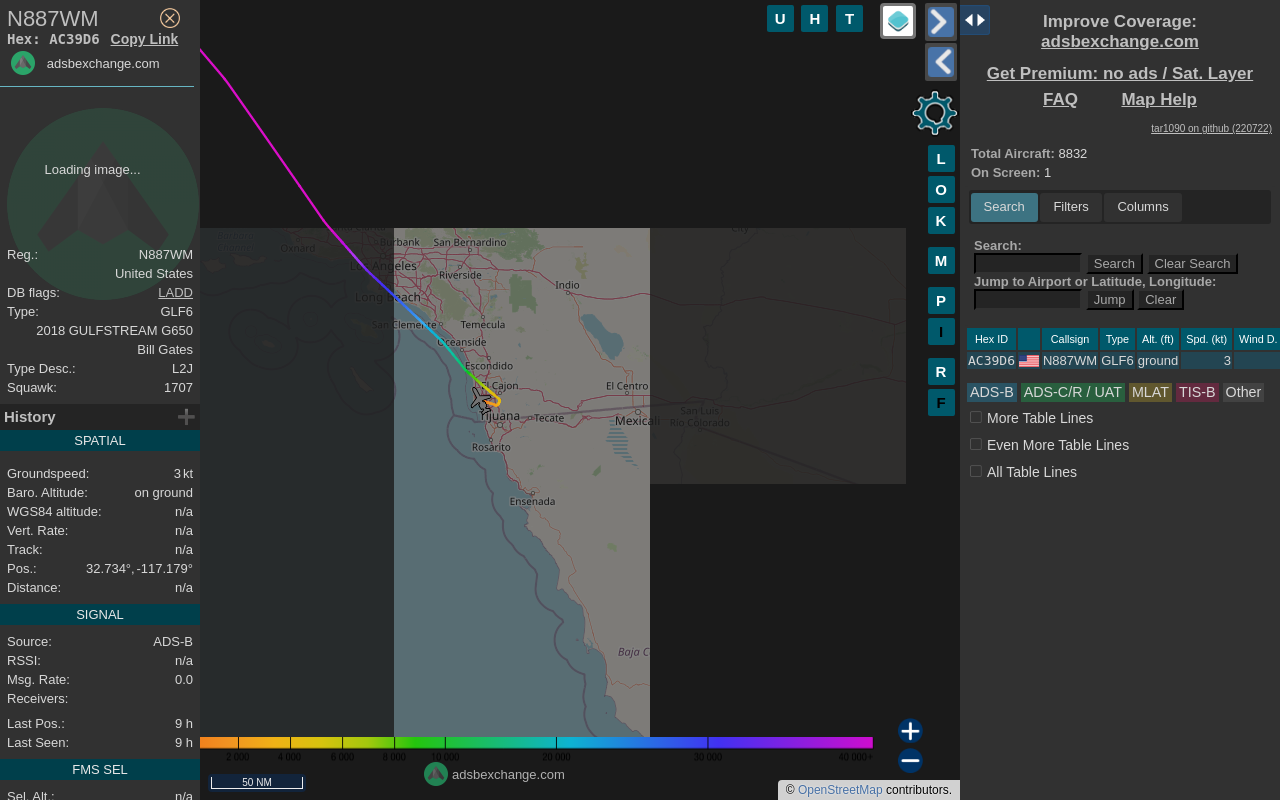 N887WM
Hex: AC39D6 Copy Link
adsbexchange.com
Loading image...
Reg.: N887WM
United States
DB flags: LADD
Type: GLF6
2018 GULFSTREAM G650
Bill Gates
Type Desc.: L2J
Squawk: 1707
History
SPATIAL
Groundspeed: 3 kt
Baro. Altitude: on ground
WGS84 altitude: n/a
Vert. Rate: n/a
Track: n/a
Pos.: 32.734°, -117.179°
Distance: n/a
SIGNAL
Source: ADS-B
RSSI: n/a
Msg. Rate: 0.0
Receivers:
Last Pos.: 9 h
Last Seen: 9 h
FMS SEL
Sel. Alt.: n/a
U H T
L
O
K
M
P
I
R
F
Oxnard
Burbank
San Bernardino
Los Angeles
Riverside
Long Beach
Indio
San Clemente
Temecula
Oceanside
Escondido
El Cajon
El Centro
Tijuana
Tecate
Mexicali
San Luis
Río Colorado
Rosarito
Ensenada
City
Baja C
2 000 4 000 6 000 8 000 10 000 20 000 30 000 40 000+
adsbexchange.com
50 NM
© OpenStreetMap contributors.
Improve Coverage:
adsbexchange.com
Get Premium: no ads / Sat. Layer
FAQ Map Help
tar1090 on github (220722)
Total Aircraft: 8832
On Screen: 1
Search Filters Columns
Search:
Search Clear Search
Jump to Airport or Latitude, Longitude:
Jump Clear
Hex ID Callsign Type Alt. (ft) Spd. (kt) Wind D.
AC39D6 N887WM GLF6 ground 3
ADS-B ADS-C/R / UAT MLAT TIS-B Other
More Table Lines
Even More Table Lines
All Table Lines